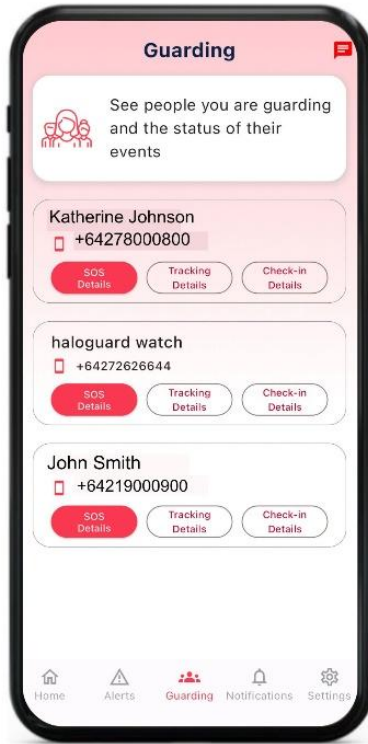 Guarding
See people you are guarding
and the status of their
events
Katherine Johnson
+64278000800
SOS Details
Tracking Details
Check-in Details
haloguard watch
+64272626644
SOS Details
Tracking Details
Check-in Details
John Smith
+64219000900
SOS Details
Tracking Details
Check-in Details
Home Alerts Guarding Notifications Settings